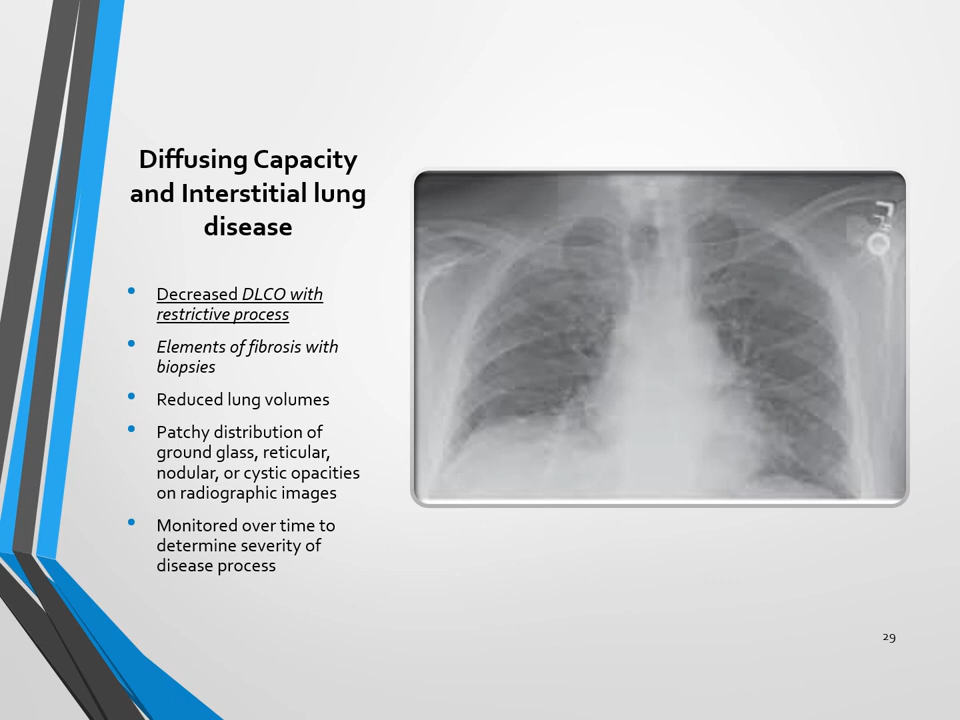 Diffusing Capacity
and Interstitial lung
disease
• Decreased DLCO with
restrictive process
• Elements of fibrosis with
biopsies
• Reduced lung volumes
• Patchy distribution of
ground glass, reticular,
nodular, or cystic opacities
on radiographic images
• Monitored over time to
determine severity of
disease process
29